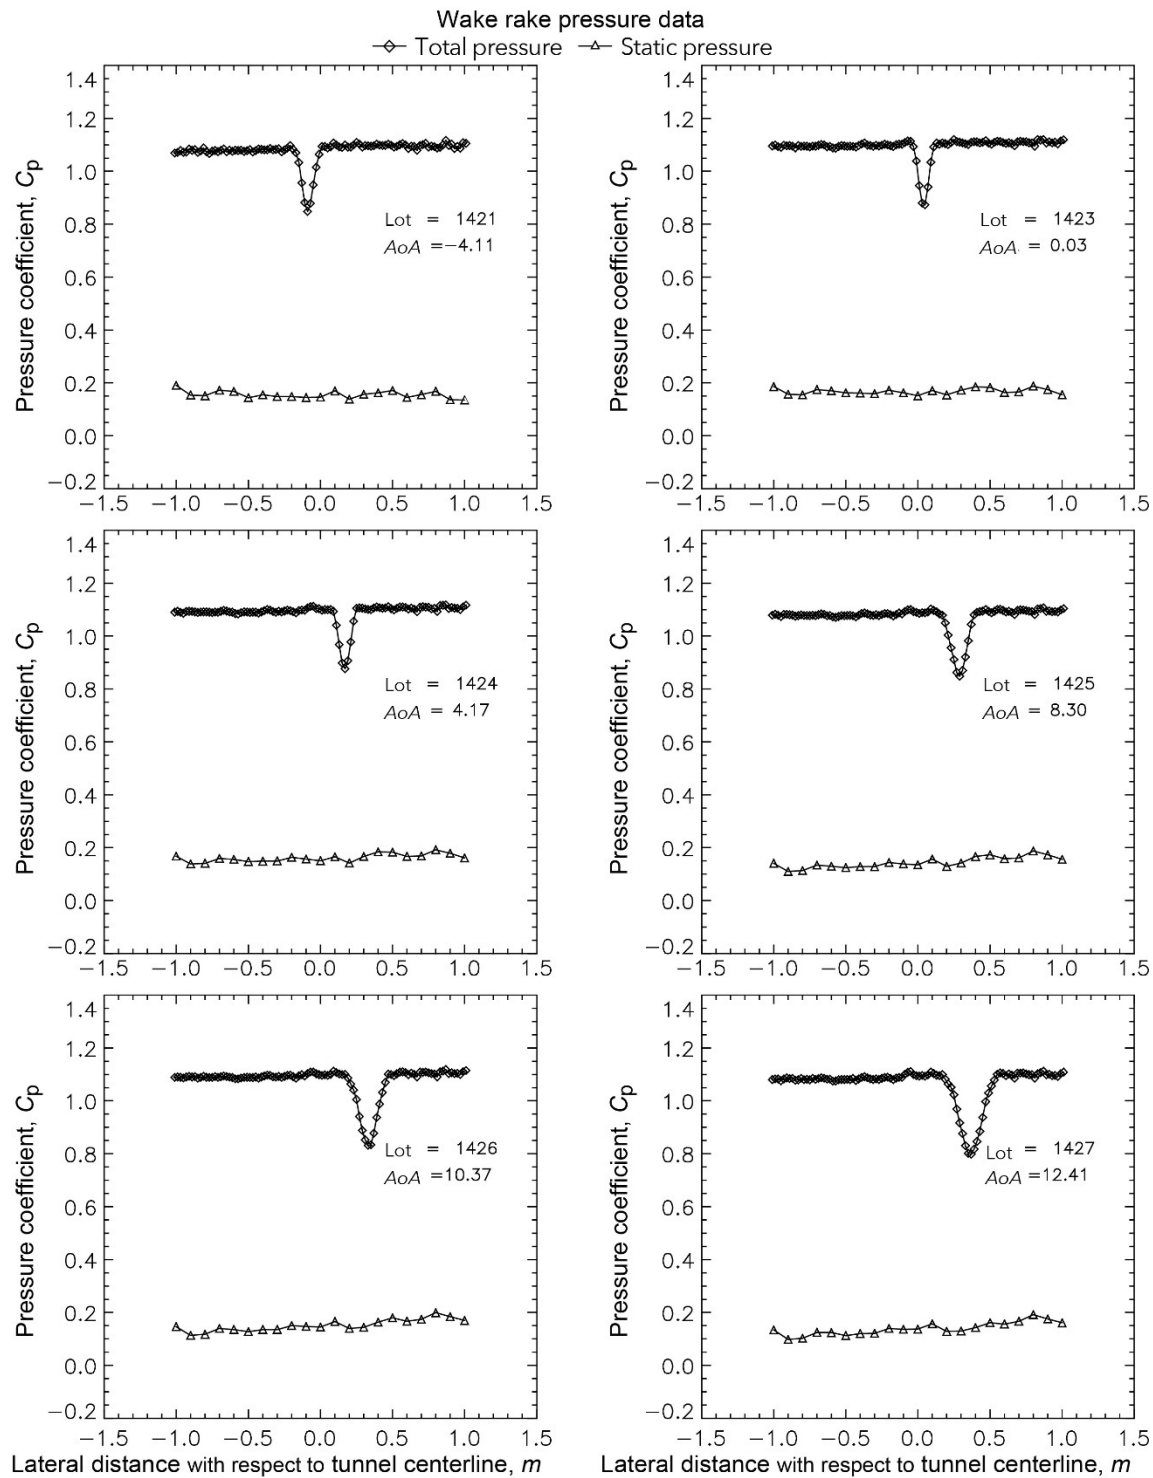 Wake rake pressure data
Total pressure Static pressure
1.4
1.2
1.0
0.8
0.6
0.4
0.2
0.0
−0.2
Pressure coefficient, Cp
Lot = 1421
AoA =−4.11
−1.5 −1.0 −0.5 0.0 0.5 1.0 1.5
1.4
1.2
1.0
0.8
0.6
0.4
0.2
0.0
−0.2
Pressure coefficient, Cp
Lot = 1423
AoA = 0.03
−1.5 −1.0 −0.5 0.0 0.5 1.0 1.5
1.4
1.2
1.0
0.8
0.6
0.4
0.2
0.0
−0.2
Pressure coefficient, Cp
Lot = 1424
AoA = 4.17
−1.5 −1.0 −0.5 0.0 0.5 1.0 1.5
1.4
1.2
1.0
0.8
0.6
0.4
0.2
0.0
−0.2
Pressure coefficient, Cp
Lot = 1425
AoA = 8.30
−1.5 −1.0 −0.5 0.0 0.5 1.0 1.5
1.4
1.2
1.0
0.8
0.6
0.4
0.2
0.0
−0.2
Pressure coefficient, Cp
Lot = 1426
AoA =10.37
−1.5 −1.0 −0.5 0.0 0.5 1.0 1.5
Lateral distance with respect to tunnel centerline, m
1.4
1.2
1.0
0.8
0.6
0.4
0.2
0.0
−0.2
Pressure coefficient, Cp
Lot = 1427
AoA =12.41
−1.5 −1.0 −0.5 0.0 0.5 1.0 1.5
Lateral distance with respect to tunnel centerline, m